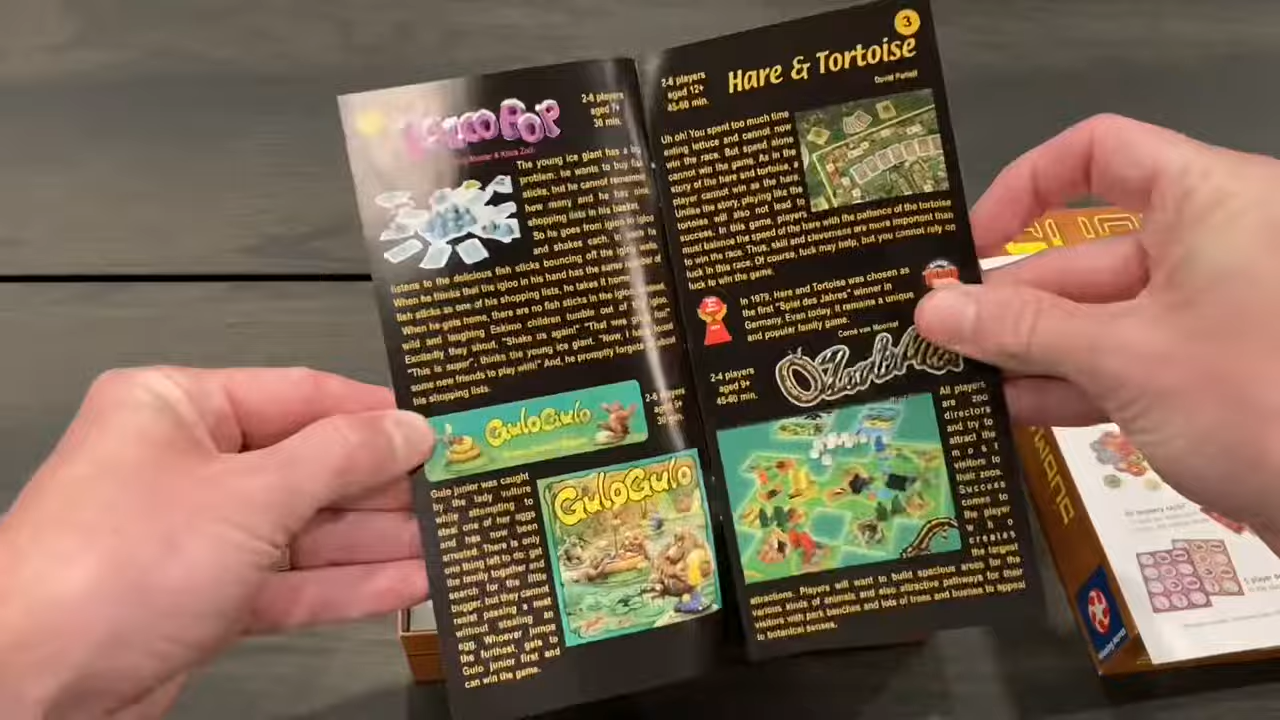 PoP
2-6 players
aged 7+
30 min.
The young ice giant has a big
problem: he wants to buy fish
sticks, but he cannot remember
how many and he has nine
shopping lists in his basket.
So he goes from igloo to igloo
and shakes each, in
listens to the delicious fish sticks bouncing off the igloo walls.
When he thinks that the igloo in his hand has the same number of
fish sticks as one of his shopping lists, he takes it home.
When he gets home, there are no fish sticks in the igloo. Instead,
wild and laughing Eskimo children tumble out of the igloo.
Excitedly they shout, "Shake us again!" "That was great fun!"
"This is super", thinks the young ice giant. "Now, I have found
some new friends to play with!" And, he promptly forgets about
his shopping lists.
GuloGulo
2-6 players
aged 5+
30 min.
Gulo junior was caught
by the lady vulture
while attempting to
steal one of her eggs
and has now been
arrested. There is only
one thing left to do: get
the family together and
search for the little
bugger, but they cannot
resist passing a nest
without stealing an
egg. Whoever jumps
the furthest, gets to
Gulo junior first and
can win the game.
GuloGulo
3
2-6 players
aged 12+
45-60 min.
Hare & Tortoise
David Parlett
Uh oh! You spent too much time
eating lettuce and cannot now
win the race. But speed alone
cannot win the game. As in the
story of the hare and tortoise, a
player cannot win as the hare.
Unlike the story, playing like the
tortoise will also not lead to
success. In this game, players
must balance the speed of the hare with the patience of the tortoise
to win the race. Thus, skill and cleverness are more important than
luck in this race. Of course, luck may help, but you cannot rely on
luck to win the game.
In 1979, Hare and Tortoise was chosen as
the first "Spiel des Jahres" winner in
Germany. Even today, it remains a unique
and popular family game.
Corné van Moorsel
2-4 players
aged 9+
45-60 min.
All players
are zoo
directors
and try to
attract the
most
visitors to
their zoos.
Success
comes to
the player
who
creates
the largest
attractions. Players will want to build spacious areas for the
various kinds of animals and also attractive pathways for their
visitors with park benches and lots of trees and bushes to appeal
to botanical senses.